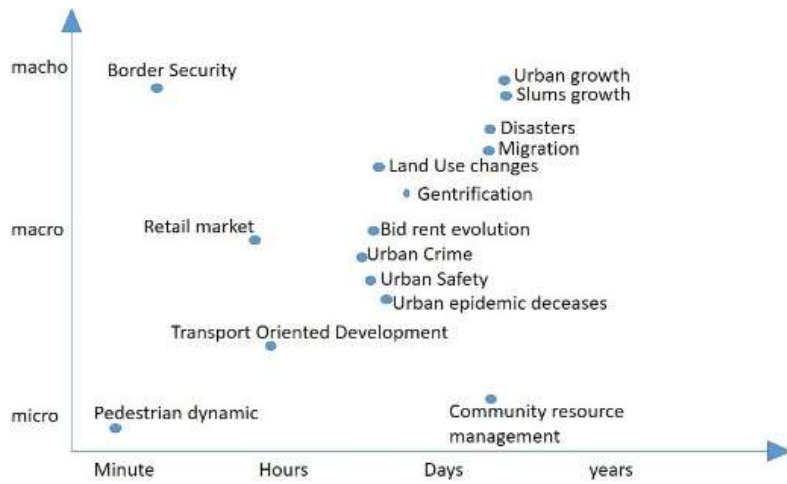 macho
Border Security
Urban growth
Slums growth
Disasters
Migration
Land Use changes
Gentrification
macro
Retail market
Bid rent evolution
Urban Crime
Urban Safety
Urban epidemic deceases
Transport Oriented Development
micro
Pedestrian dynamic
Community resource
management
Minute
Hours
Days
years